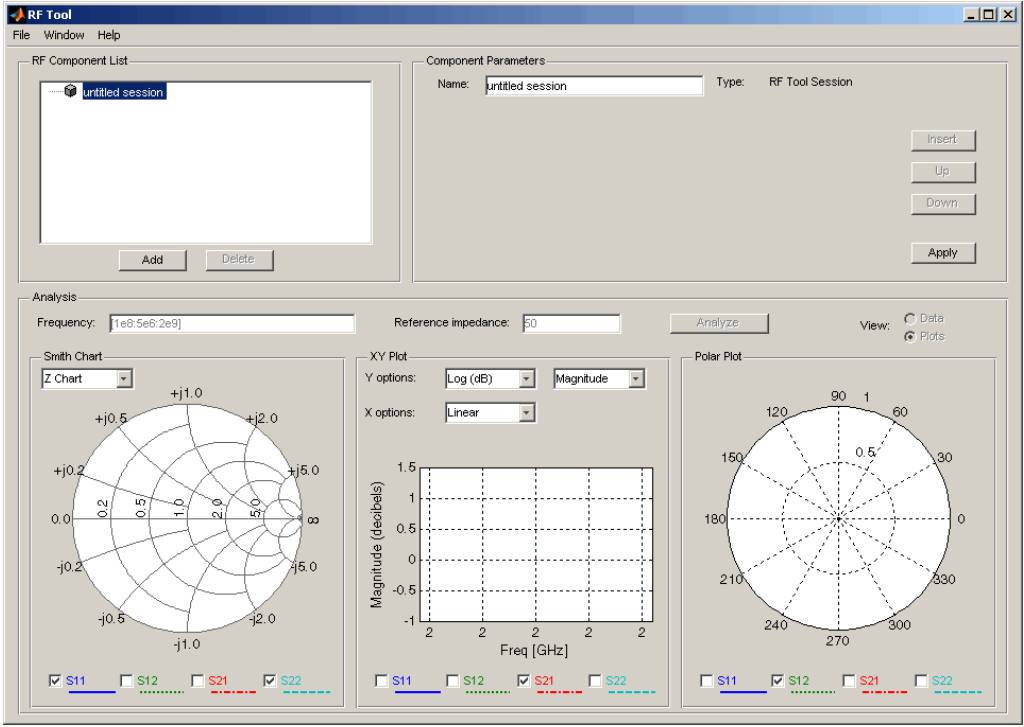 RF Tool
File Window Help
RF Component List
untitled session
Add Delete
Component Parameters
Name: untitled session Type: RF Tool Session
Insert
Up
Down
Apply
Analysis
Frequency: [1e8:5e6:2e9] Reference impedance: 50 Analyze View: Data
Plots
Smith Chart
Z Chart
+j1.0
+j0.5 +j2.0
+j0.2 +j5.0
0.0 0.2 0.5 1.0 2.0 5.0 ∞
-j0.2 -j5.0
-j0.5 -j2.0
-j1.0
S11 S12 S21 S22
XY Plot
Y options: Log (dB) Magnitude
X options: Linear
Magnitude (decibels)
1.5
1
0.5
0
-0.5
-1
2 2 2 2 2
Freq [GHz]
S11 S12 S21 S22
Polar Plot
90 1
120 60
150 0.5 30
180 0
210 330
240 300
270
S11 S12 S21 S22